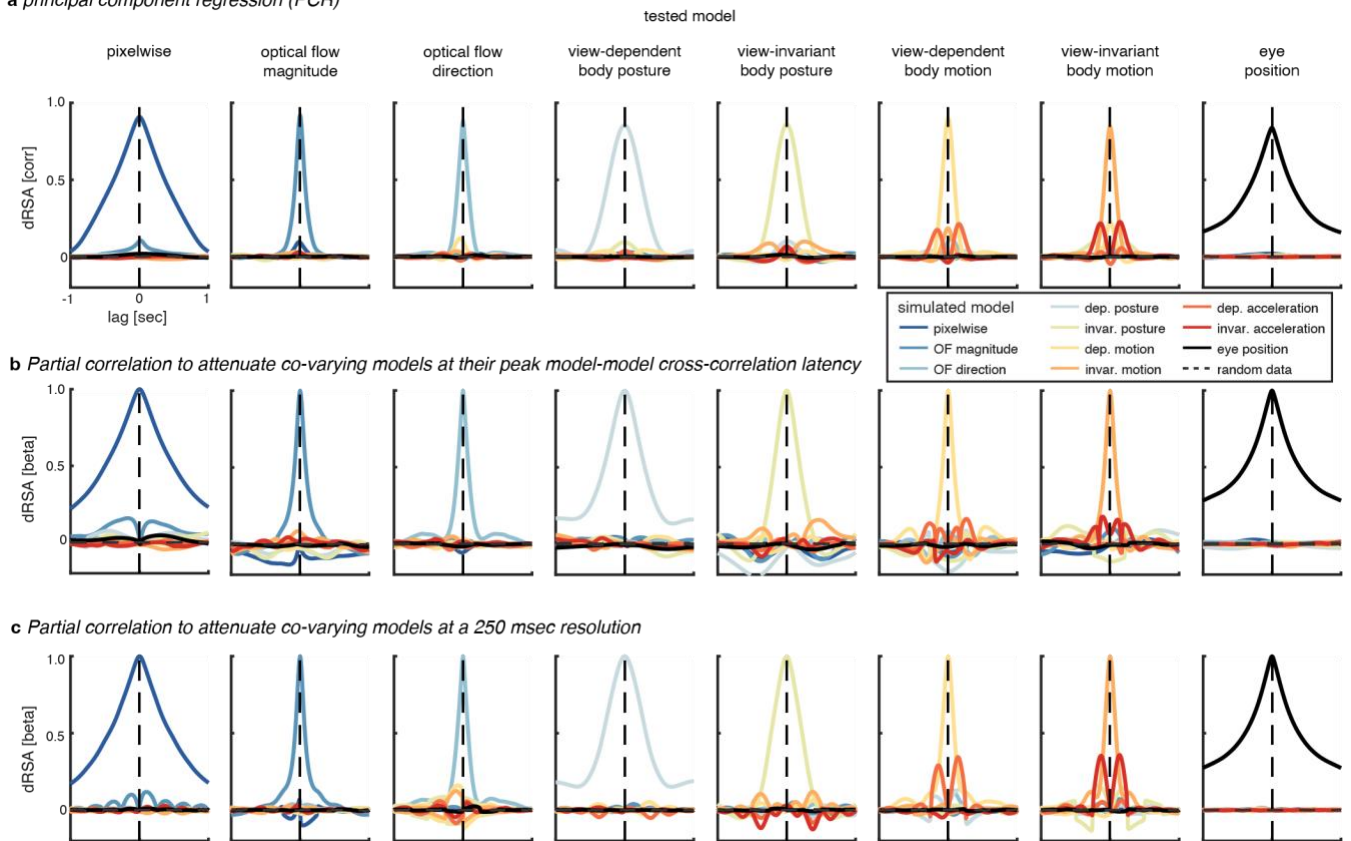 a principal component regression (PCR)
tested model
pixelwise
optical flow
magnitude
optical flow
direction
view-dependent
body posture
view-invariant
body posture
view-dependent
body motion
view-invariant
body motion
eye
position
1.0
0.5
0
dRSA [corr]
-1 0 1
lag [sec]
simulated model
pixelwise
OF magnitude
OF direction
dep. posture
invar. posture
dep. motion
invar. motion
dep. acceleration
invar. acceleration
eye position
random data
b Partial correlation to attenuate co-varying models at their peak model-model cross-correlation latency
1.0
0.5
0
dRSA [beta]
c Partial correlation to attenuate co-varying models at a 250 msec resolution
1.0
0.5
0
dRSA [beta]